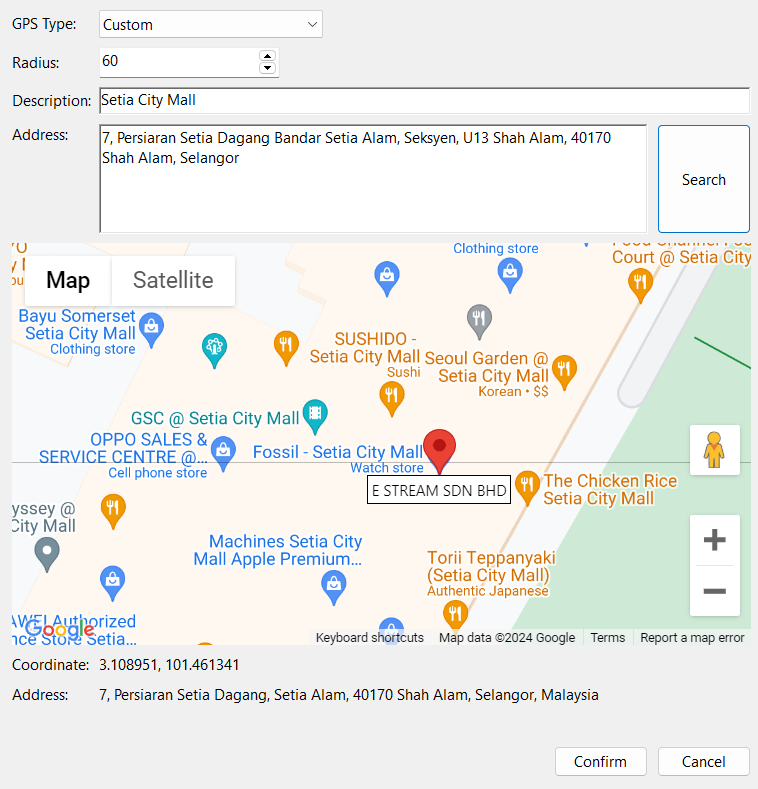 GPS Type: Custom
Radius: 60
Description: Setia City Mall
Address: 7, Persiaran Setia Dagang Bandar Setia Alam, Seksyen, U13 Shah Alam, 40170
Shah Alam, Selangor
Search
Map Satellite
Clothing store
Court @ Setia City
Bayu Somerset
Setia City Mall
Clothing store
SUSHIDO -
Setia City Mall
Sushi
Seoul Garden @
Setia City Mall
Korean • $$
GSC @ Setia City Mall
OPPO SALES &
SERVICE CENTRE @...
Cell phone store
Fossil - Setia City Mall
Watch store
E STREAM SDN BHD
The Chicken Rice
Setia City Mall
yssey @
City Mall
Machines Setia City
Mall Apple Premium...
Torii Teppanyaki
(Setia City Mall)
Authentic Japanese
AWEI Authorized
nce Store Setia...
Google
Keyboard shortcuts Map data ©2024 Google Terms Report a map error
Coordinate: 3.108951, 101.461341
Address: 7, Persiaran Setia Dagang, Setia Alam, 40170 Shah Alam, Selangor, Malaysia
Confirm Cancel